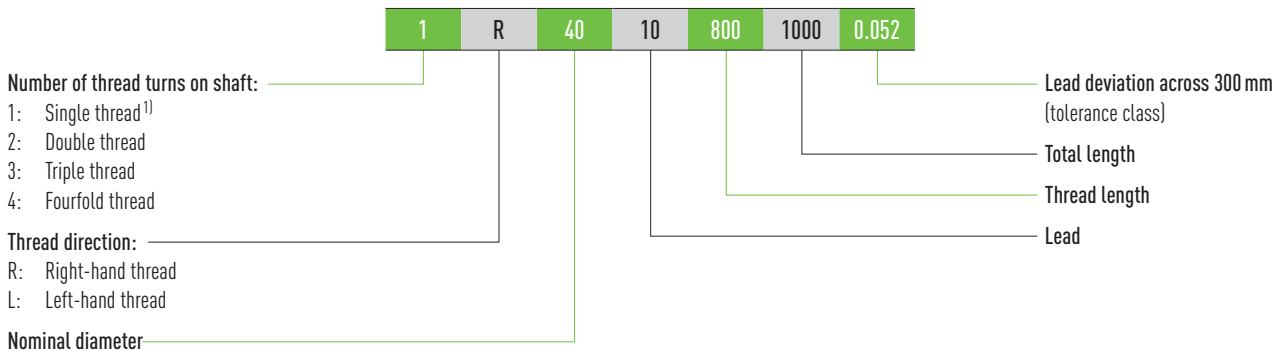 1 R 40 10 800 1000 0.052
Number of thread turns on shaft:
1: Single thread 1)
2: Double thread
3: Triple thread
4: Fourfold thread
Thread direction:
R: Right-hand thread
L: Left-hand thread
Nominal diameter
Lead deviation across 300 mm
(tolerance class)
Total length
Thread length
Lead